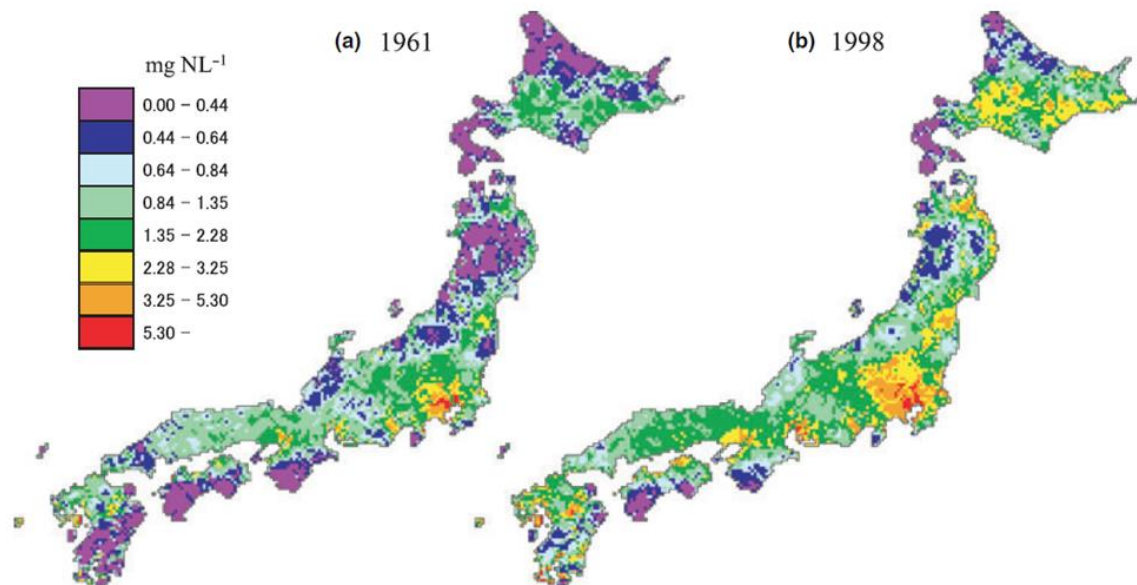 (a) 1961
(b) 1998
mg NL⁻¹
0.00 – 0.44
0.44 – 0.64
0.64 – 0.84
0.84 – 1.35
1.35 – 2.28
2.28 – 3.25
3.25 – 5.30
5.30 –